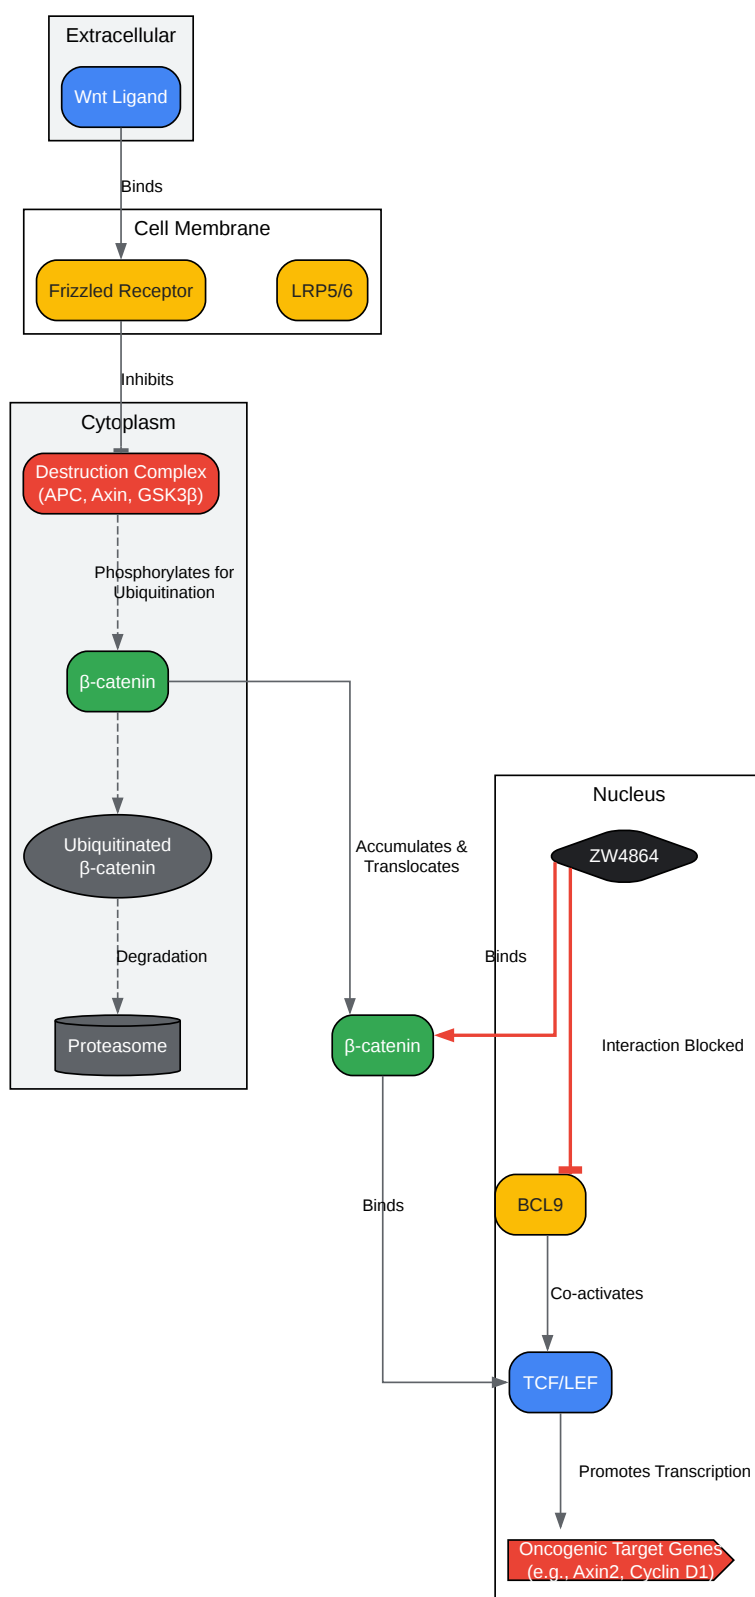 Extracellular
Wnt Ligand
Binds
Cell Membrane
Frizzled Receptor
LRP5/6
Inhibits
Cytoplasm
Destruction Complex
(APC, Axin, GSK3β)
Phosphorylates for
Ubiquitination
β-catenin
Nucleus
Ubiquitinated
β-catenin
Accumulates &
Translocates
ZW4864
Degradation
Binds
Proteasome
β-catenin
Interaction Blocked
Binds
BCL9
Co-activates
TCF/LEF
Promotes Transcription
Oncogenic Target Genes
(e.g., Axin2, Cyclin D1)